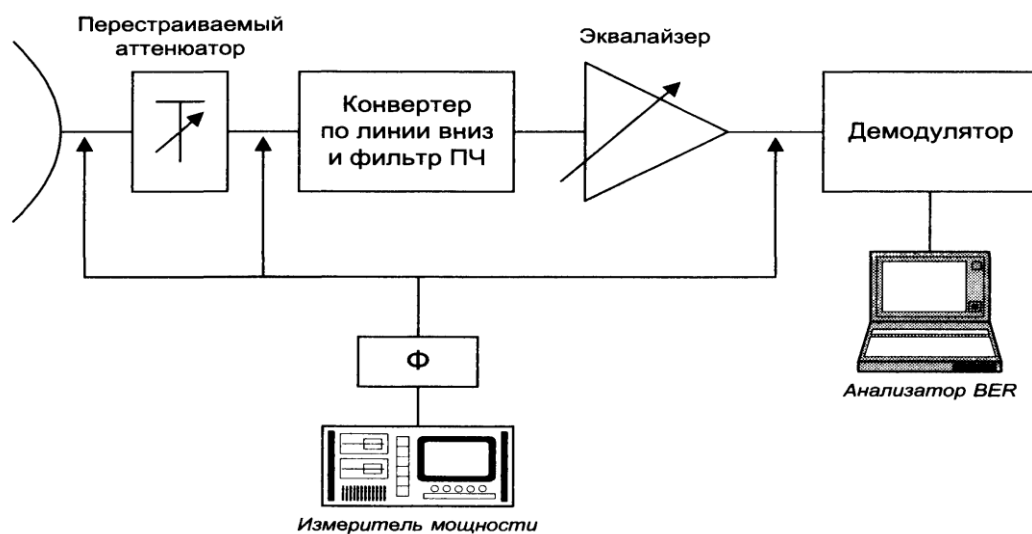 Перестраиваемый
аттенюатор
Эквалайзер
Конвертер
по линии вниз
и фильтр ПЧ
Демодулятор
Ф
Анализатор BER
Измеритель мощности